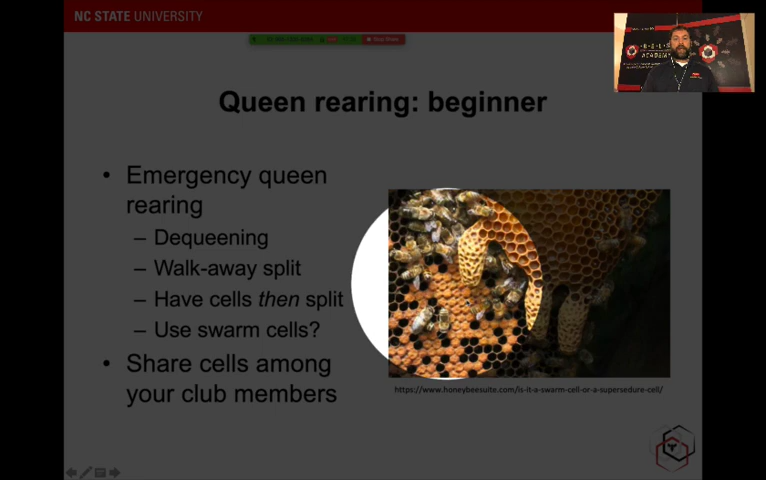 NC STATE UNIVERSITY
Queen rearing: beginner
• Emergency queen
rearing
– Dequeening
– Walk-away split
– Have cells then split
– Use swarm cells?
• Share cells among
your club members
https://www.honeybeesuite.com/is-it-a-swarm-cell-or-a-supersedure-cell/
ACADEMY